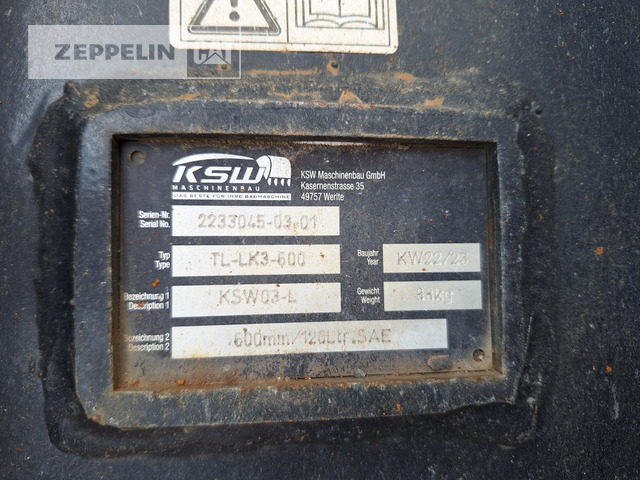 ZEPPELIN CAT
KSW
MASCHINENBAU
DAS BESTE FÜR IHRE BAUMASCHINE
KSW Maschinenbau GmbH
Kasernenstrasse 35
49757 Werlte
Serien-Nr.
Serial No.
2233045-03-01
Typ
Type
TL-LK3-600
Baujahr
Year
KW22/23
Bezeichnung 1
Description 1
KSW03-L
Gewicht
Weight
Bezeichnung 2
Description 2
600mm/120Ltr.5AE